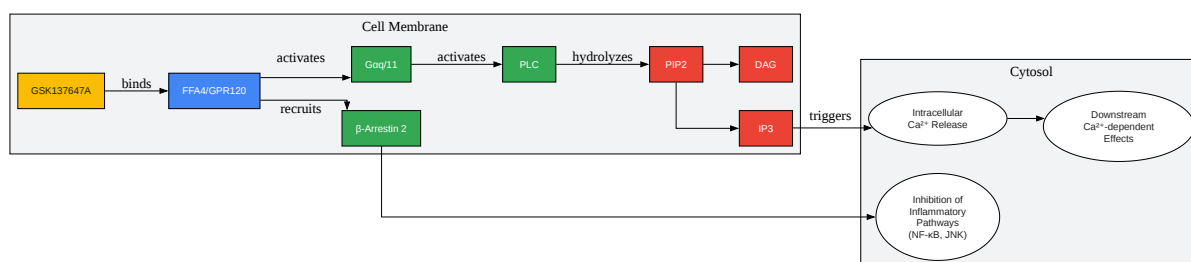 Cell Membrane
GSK137647A
binds
FFA4/GPR120
activates
recruits
Gαq/11
β-Arrestin 2
activates
PLC
hydrolyzes
PIP2
DAG
IP3
triggers
Cytosol
Intracellular
Ca²⁺ Release
Downstream
Ca²⁺-dependent
Effects
Inhibition of
Inflammatory
Pathways
(NF-κB, JNK)